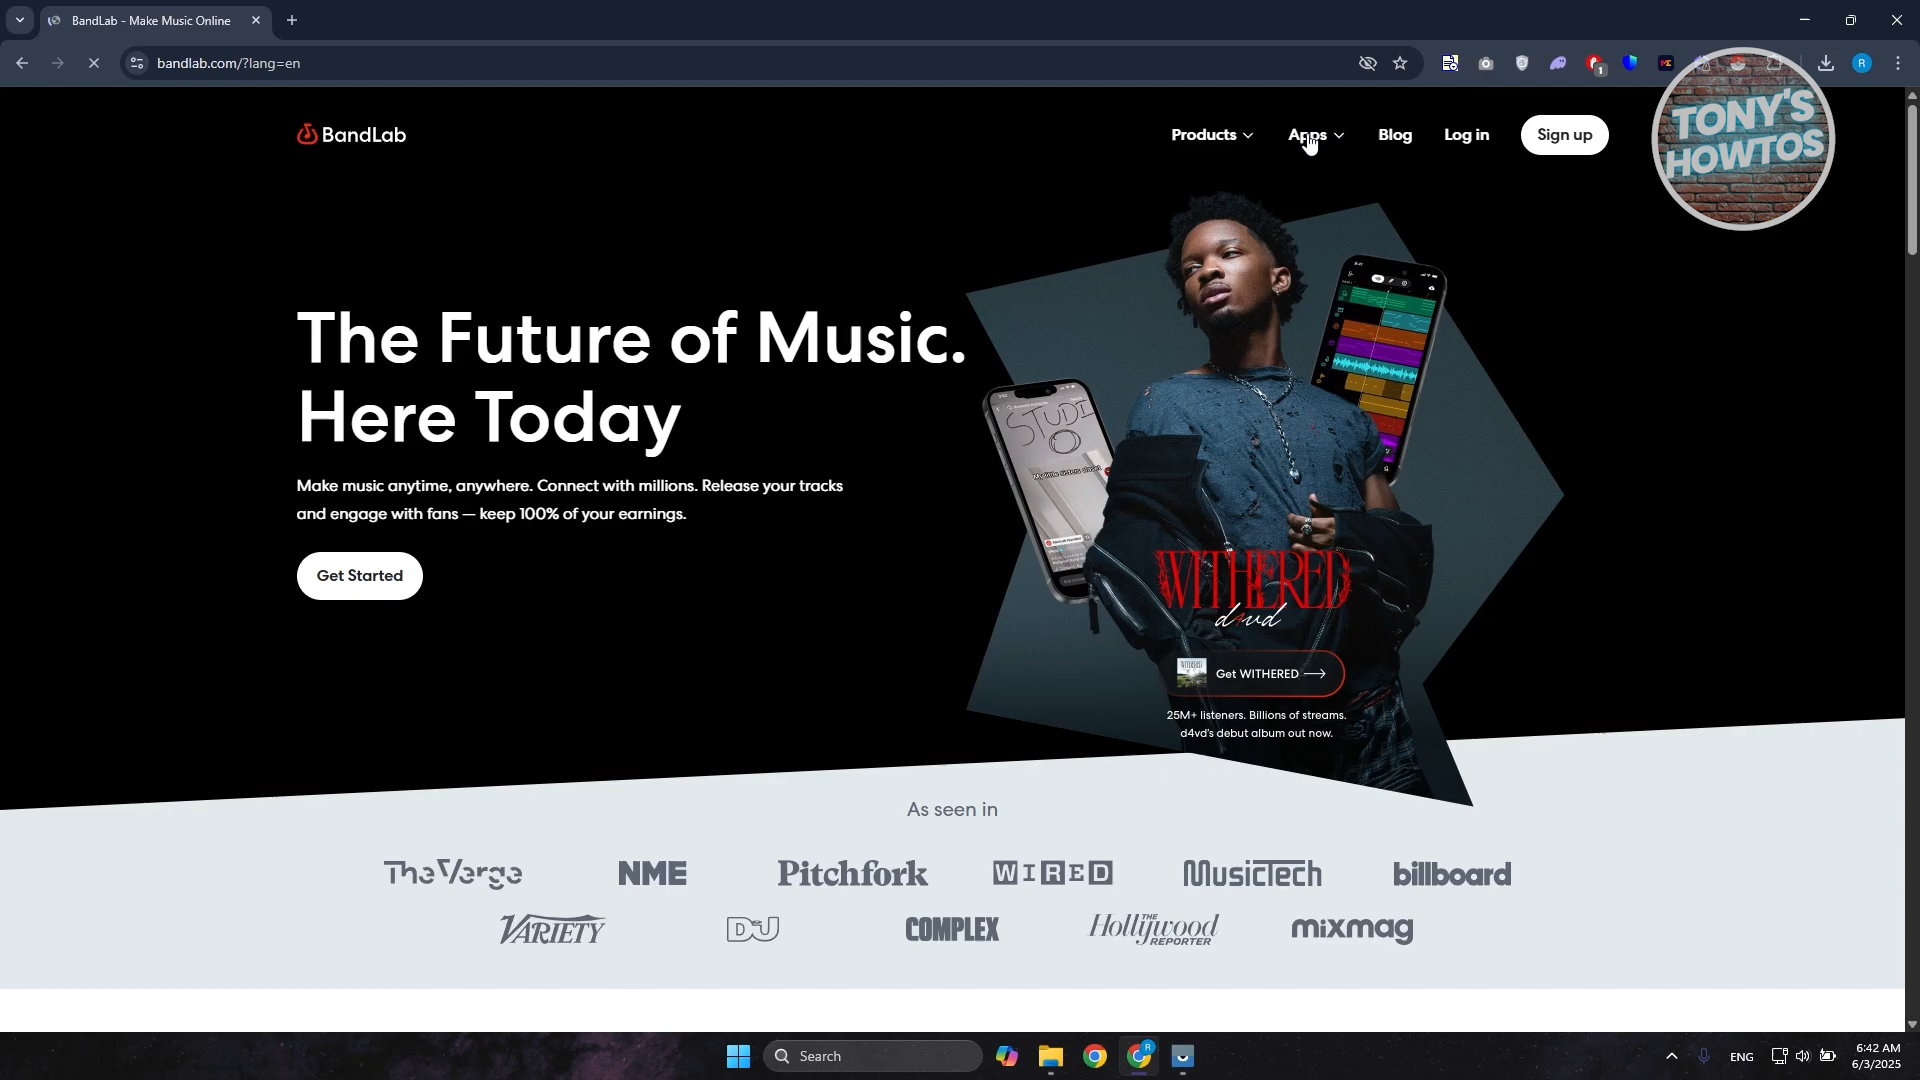 BandLab - Make Music Online
bandlab.com/?lang=en
1
R
TONY'S
HOWTOS
BandLab
Products
Apps
Blog
Log in
Sign up
The Future of Music.
Here Today
Make music anytime, anywhere. Connect with millions. Release your tracks
and engage with fans — keep 100% of your earnings.
Get Started
STUDIO
WITHERED
d4vd
Get WITHERED
25M+ listeners. Billions of streams.
d4vd's debut album out now.
As seen in
The Verge
NME
Pitchfork
WIRED
MusicTech
billboard
VARIETY
DJ
COMPLEX
THE
Hollywood
REPORTER
mixmag
Search
R
ENG
6:42 AM
6/3/2025